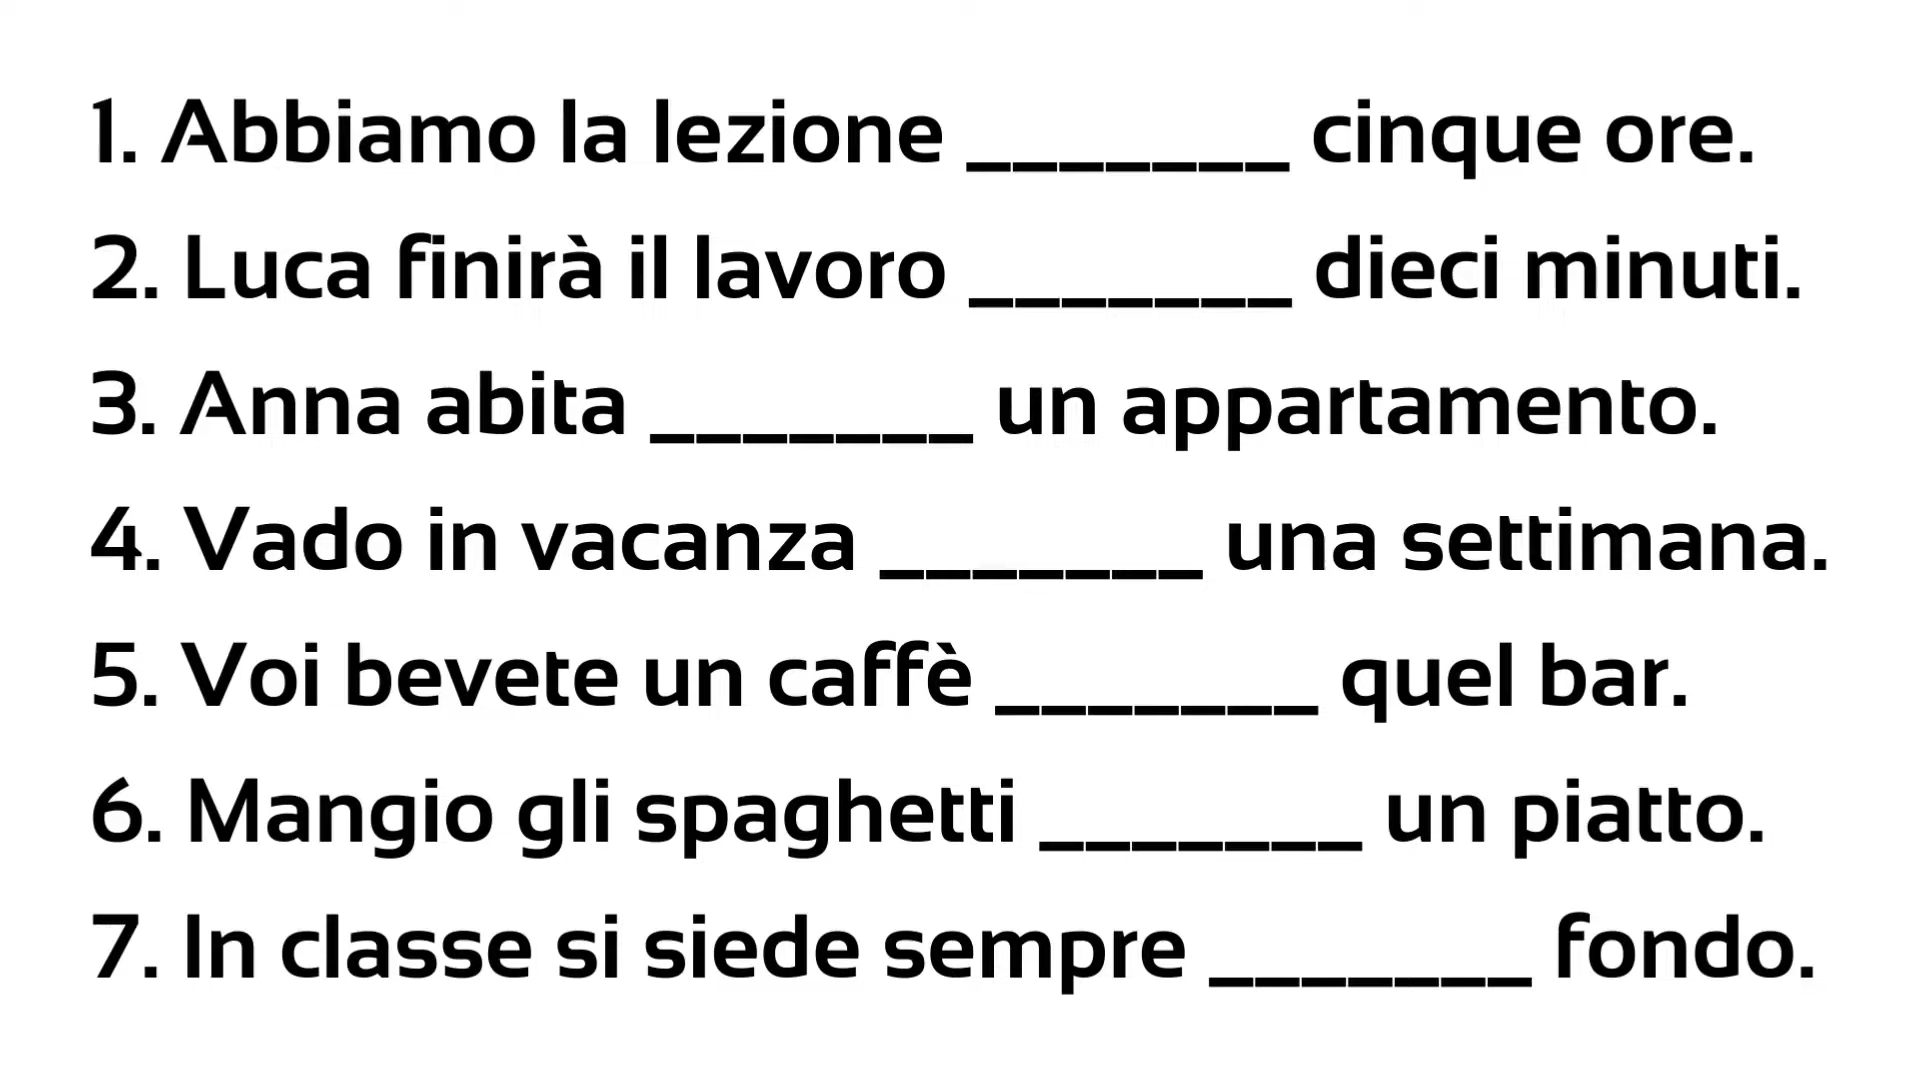 1. Abbiamo la lezione _______ cinque ore.
2. Luca finirà il lavoro _______ dieci minuti.
3. Anna abita _______ un appartamento.
4. Vado in vacanza _______ una settimana.
5. Voi bevete un caffè _______ quel bar.
6. Mangio gli spaghetti _______ un piatto.
7. In classe si siede sempre _______ fondo.